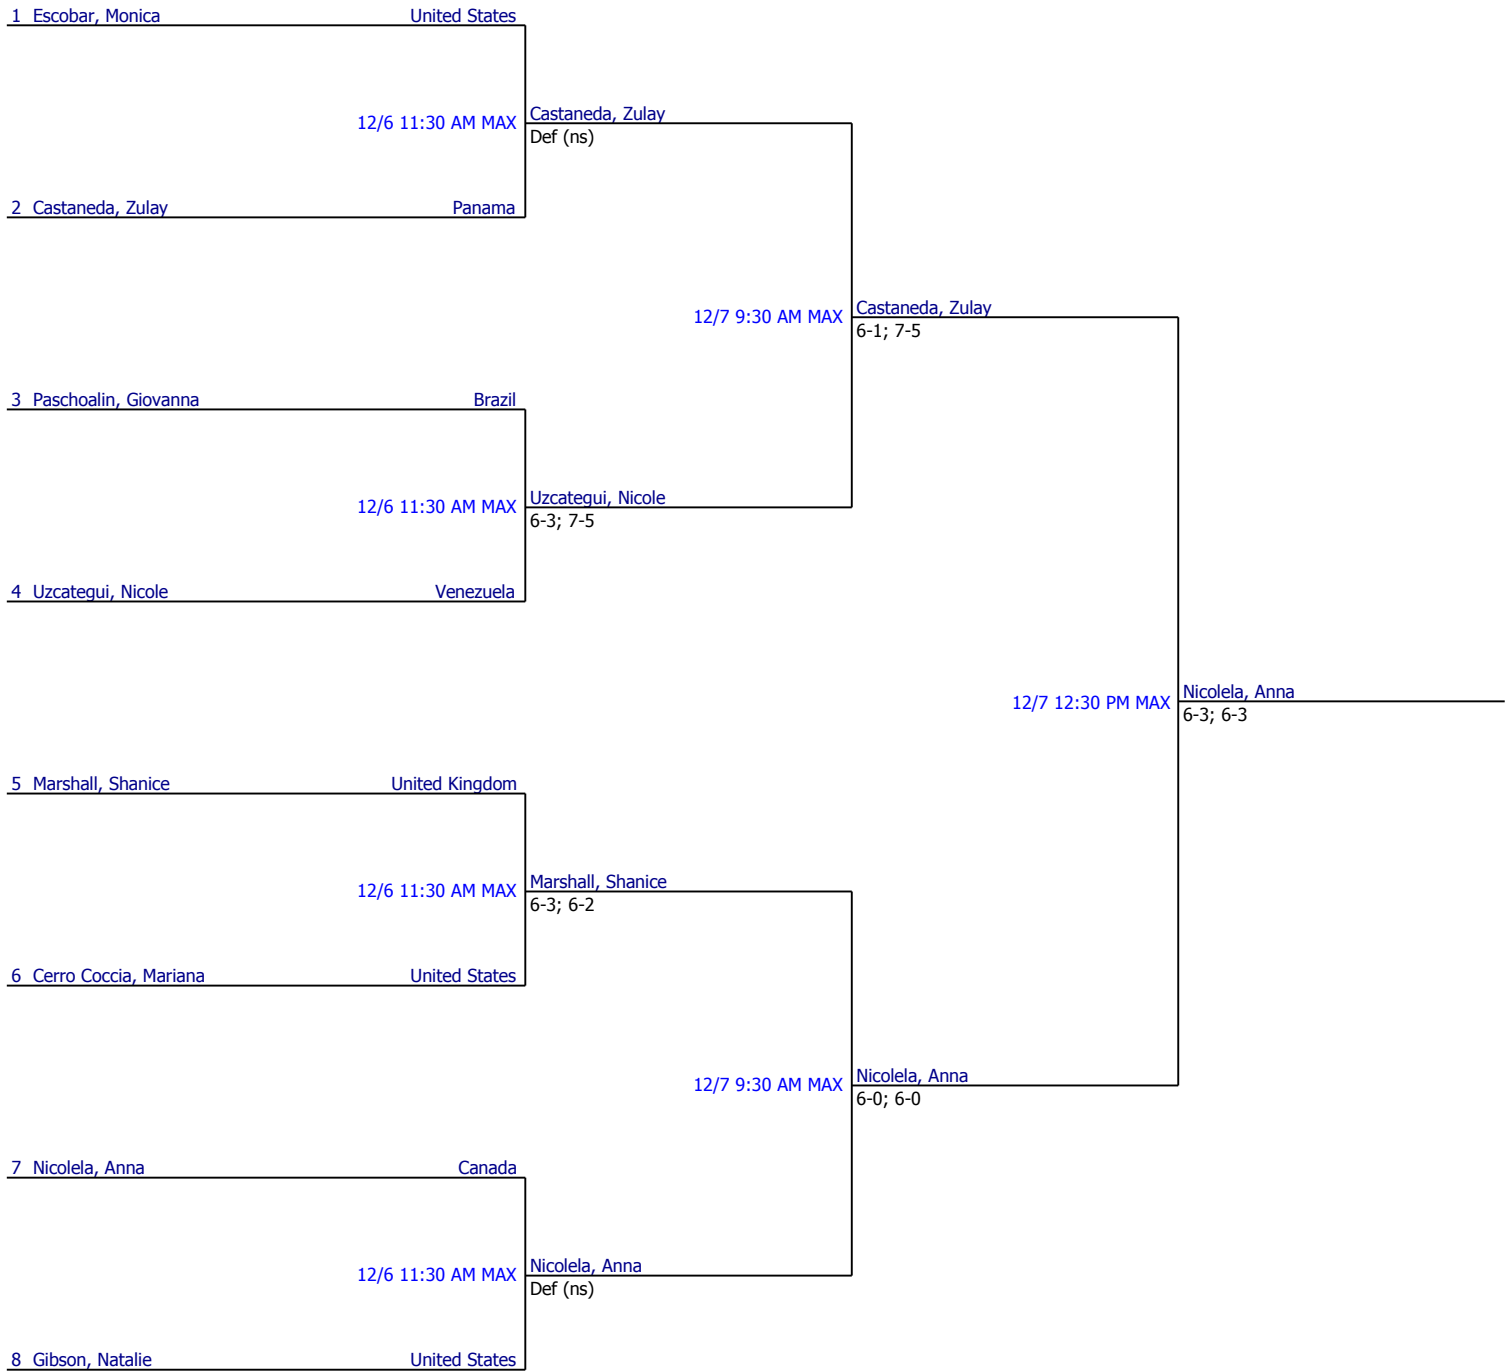 1 Escobar, Monica United States
12/6 11:30 AM MAX
Castaneda, Zulay
Def (ns)
2 Castaneda, Zulay Panama
12/7 9:30 AM MAX
Castaneda, Zulay
6-1; 7-5
3 Paschoalin, Giovanna Brazil
12/6 11:30 AM MAX
Uzcategui, Nicole
6-3; 7-5
4 Uzcategui, Nicole Venezuela
12/7 12:30 PM MAX
Nicolela, Anna
6-3; 6-3
5 Marshall, Shanice United Kingdom
12/6 11:30 AM MAX
Marshall, Shanice
6-3; 6-2
6 Cerro Coccia, Mariana United States
12/7 9:30 AM MAX
Nicolela, Anna
6-0; 6-0
7 Nicolela, Anna Canada
12/6 11:30 AM MAX
Nicolela, Anna
Def (ns)
8 Gibson, Natalie United States